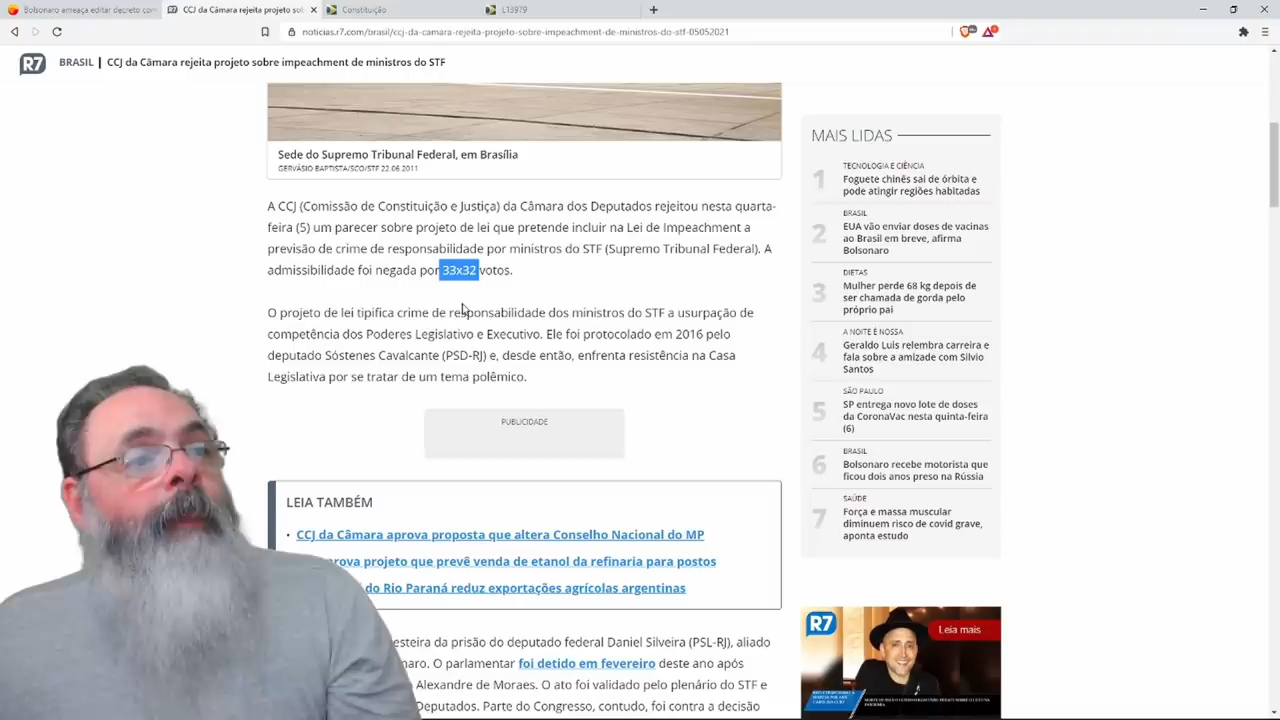 Bolsonaro ameaça editar decreto com
CCJ da Câmara rejeita projeto sol
Constituição
L13979
noticias.r7.com/brasil/ccj-da-camara-rejeita-projeto-sobre-impeachment-de-ministros-do-stf-05052021
R7 BRASIL | CCJ da Câmara rejeita projeto sobre impeachment de ministros do STF
Sede do Supremo Tribunal Federal, em Brasília
GERVÁSIO BAPTISTA/SCO/STF 22.06.2011
A CCJ (Comissão de Constituição e Justiça) da Câmara dos Deputados rejeitou nesta quarta-
feira (5) um parecer sobre projeto de lei que pretende incluir na Lei de Impeachment a
previsão de crime de responsabilidade por ministros do STF (Supremo Tribunal Federal). A
admissibilidade foi negada por 33x32 votos.
O projeto de lei tipifica crime de responsabilidade dos ministros do STF a usurpação de
competência dos Poderes Legislativo e Executivo. Ele foi protocolado em 2016 pelo
deputado Sóstenes Cavalcante (PSD-RJ) e, desde então, enfrenta resistência na Casa
Legislativa por se tratar de um tema polêmico.
PUBLICIDADE
LEIA TAMBÉM
CCJ da Câmara aprova proposta que altera Conselho Nacional do MP
rova projeto que prevê venda de etanol da refinaria para postos
do Rio Paraná reduz exportações agrícolas argentinas
esteira da prisão do deputado federal Daniel Silveira (PSL-RJ), aliado
naro. O parlamentar foi detido em fevereiro deste ano após
Alexandre de Moraes. O ato foi validado pelo plenário do STF e
oposição, no entanto, foi contra a decisão
MAIS LIDAS
TECNOLOGIA E CIÊNCIA
1 Foguete chinês sai de órbita e
pode atingir regiões habitadas
BRASIL
2 EUA vão enviar doses de vacinas
ao Brasil em breve, afirma
Bolsonaro
DIETAS
3 Mulher perde 68 kg depois de
ser chamada de gorda pelo
próprio pai
A NOITE É NOSSA
4 Geraldo Luis relembra carreira e
fala sobre a amizade com Silvio
Santos
SÃO PAULO
5 SP entrega novo lote de doses
da CoronaVac nesta quinta-feira
(6)
BRASIL
6 Bolsonaro recebe motorista que
ficou dois anos preso na Rússia
SAÚDE
7 Força e massa muscular
diminuem risco de covid grave,
aponta estudo
R7
Leia mais